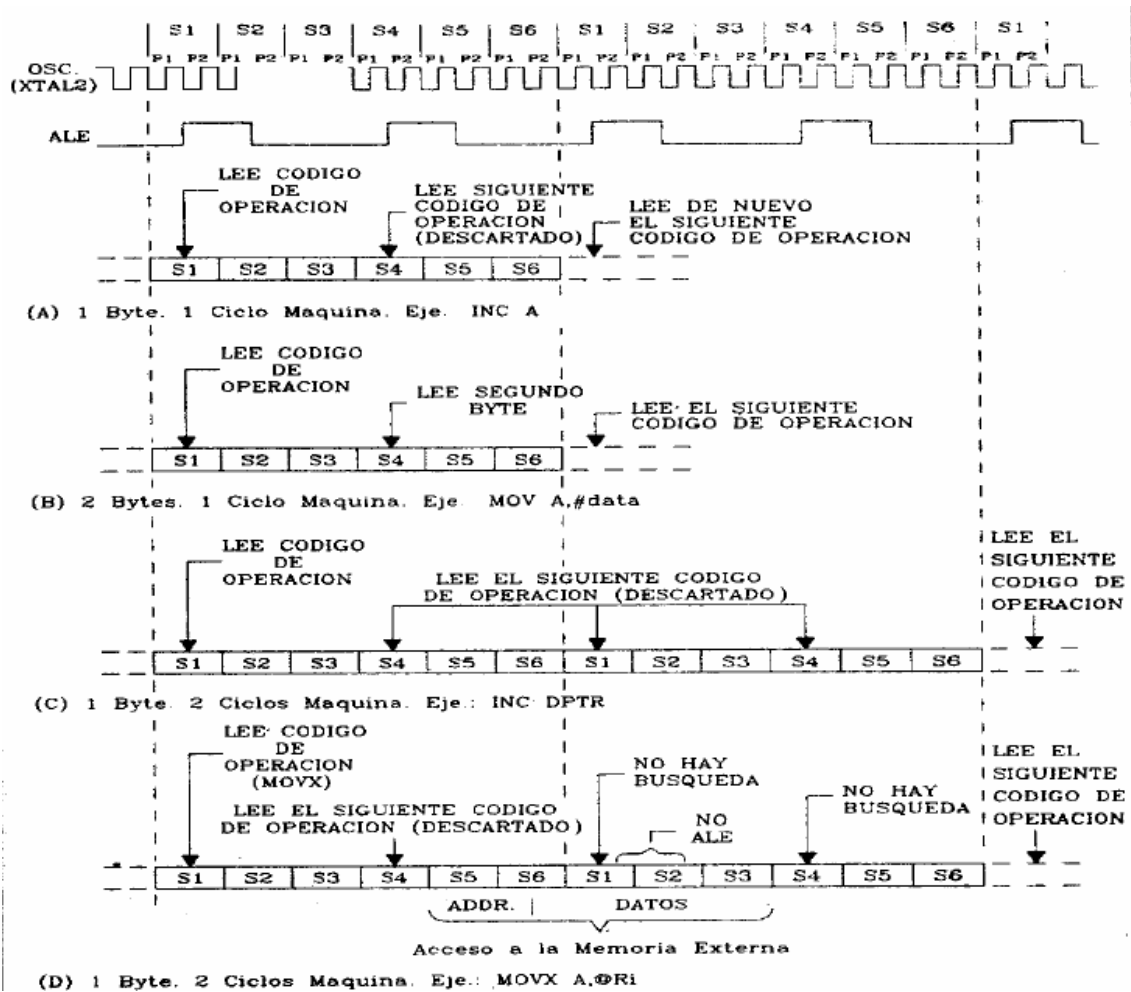 S1 S2 S3 S4 S5 S6 S1 S2 S3 S4 S5 S6 S1
P1 P2 P1 P2 P1 P2 P1 P2 P1 P2 P1 P2 P1 P2 P1 P2 P1 P2 P1 P2 P1 P2 P1 P2 P1 P2
OSC.
(XTAL2)
ALE
LEE CODIGO
DE
OPERACION
LEE SIGUIENTE
CODIGO DE
OPERACION
(DESCARTADO)
LEE DE NUEVO
EL SIGUIENTE
CODIGO DE OPERACION
S1 S2 S3 S4 S5 S6
(A) 1 Byte. 1 Ciclo Maquina. Eje. INC A
LEE CODIGO
DE
OPERACION
LEE SEGUNDO
BYTE
LEE EL SIGUIENTE
CODIGO DE OPERACION
S1 S2 S3 S4 S5 S6
(B) 2 Bytes. 1 Ciclo Maquina. Eje. MOV A,#data
LEE CODIGO
DE
OPERACION
LEE EL SIGUIENTE CODIGO
DE OPERACION (DESCARTADO)
LEE EL
SIGUIENTE
CODIGO DE
OPERACION
S1 S2 S3 S4 S5 S6 S1 S2 S3 S4 S5 S6
(C) 1 Byte. 2 Ciclos Maquina. Eje.: INC DPTR
LEE CODIGO
DE
OPERACION
(MOVX)
LEE EL SIGUIENTE CODIGO
DE OPERACION (DESCARTADO)
NO HAY
BUSQUEDA
NO
ALE
NO HAY
BUSQUEDA
LEE EL
SIGUIENTE
CODIGO DE
OPERACION
S1 S2 S3 S4 S5 S6 S1 S2 S3 S4 S5 S6
ADDR. DATOS
Acceso a la Memoria Externa
(D) 1 Byte. 2 Ciclos Maquina. Eje.: MOVX A,@Ri